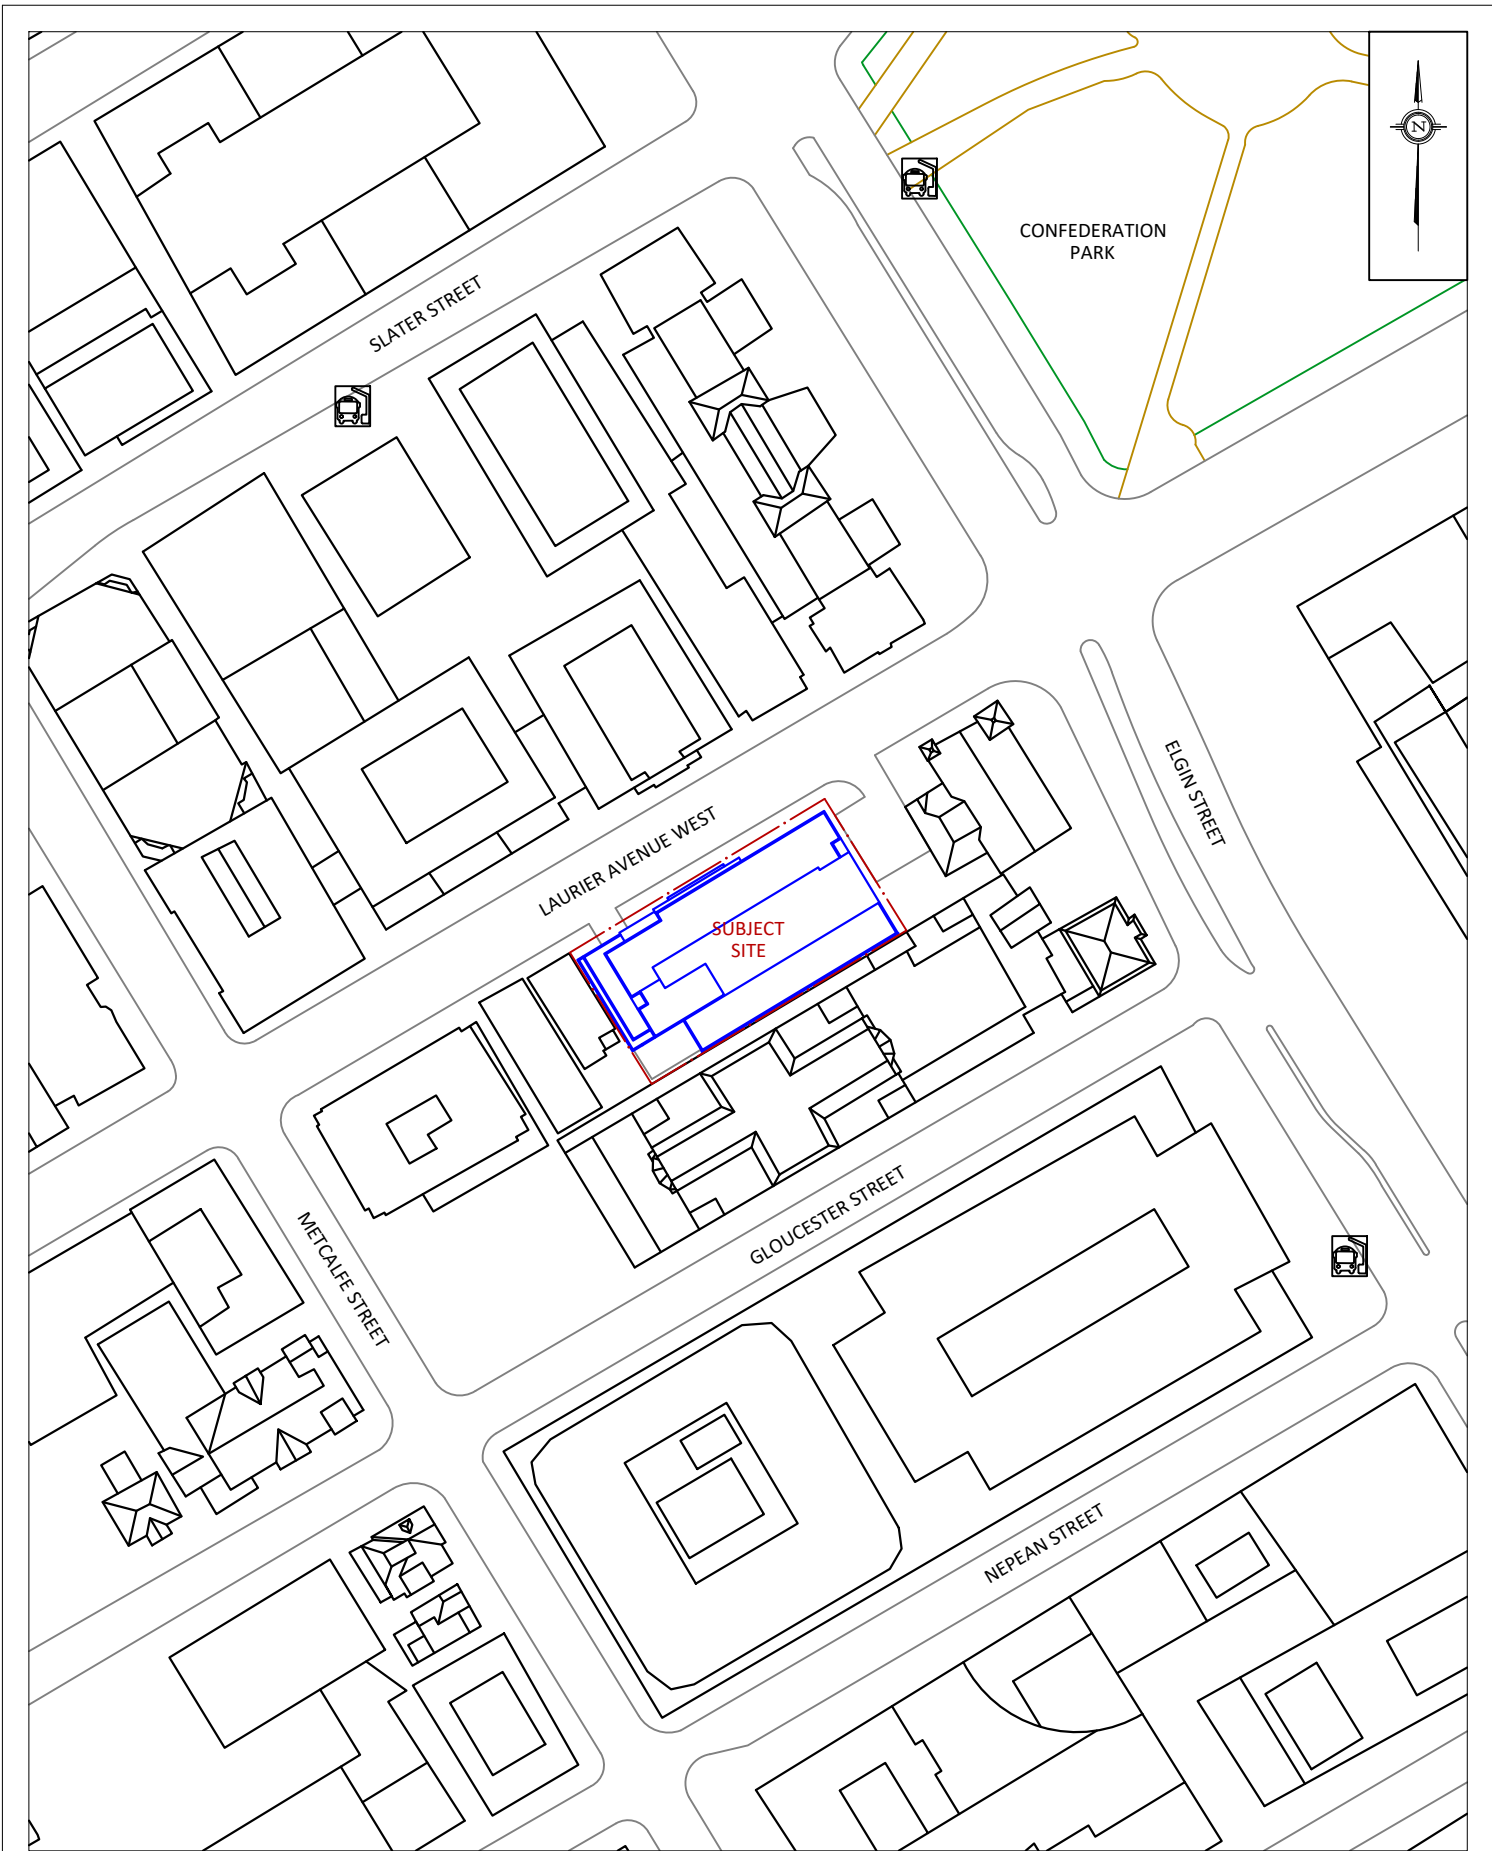 CONFEDERATION
PARK
N
SLATER STREET
ELGIN STREET
LAURIER AVENUE WEST
SUBJECT
SITE
GLOUCESTER STREET
METCALFE STREET
NEPEAN STREET